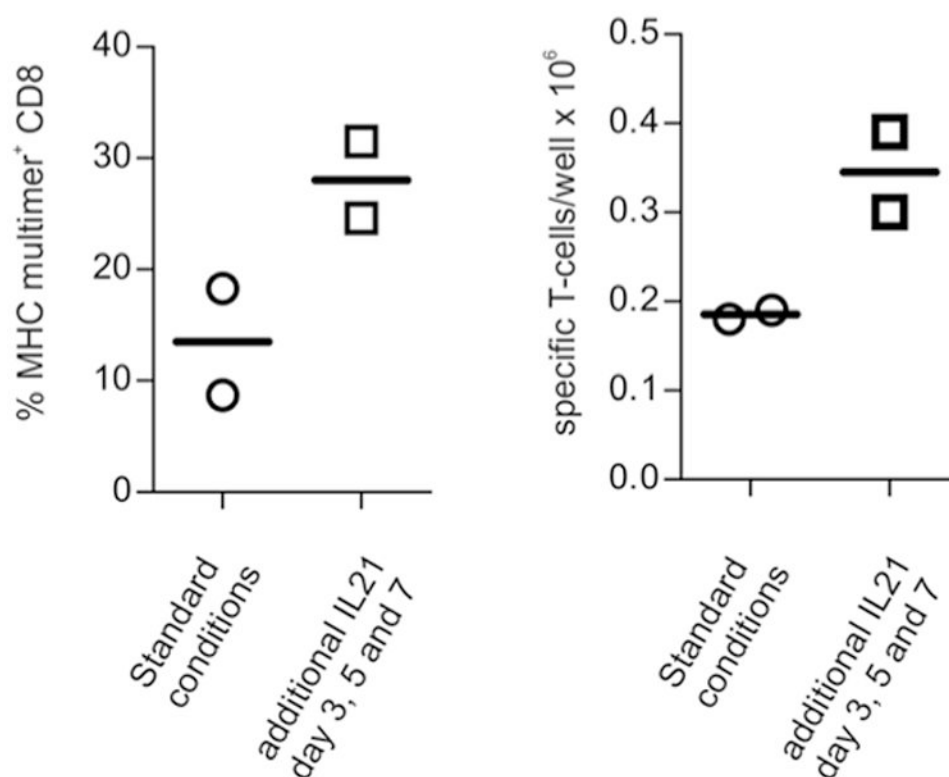 % MHC multimer⁺ CD8
40
30
20
10
0
Standard
conditions
additional IL21
day 3, 5 and 7
specific T-cells/well x 10⁶
0.5
0.4
0.3
0.2
0.1
0.0
Standard
conditions
additional IL21
day 3, 5 and 7